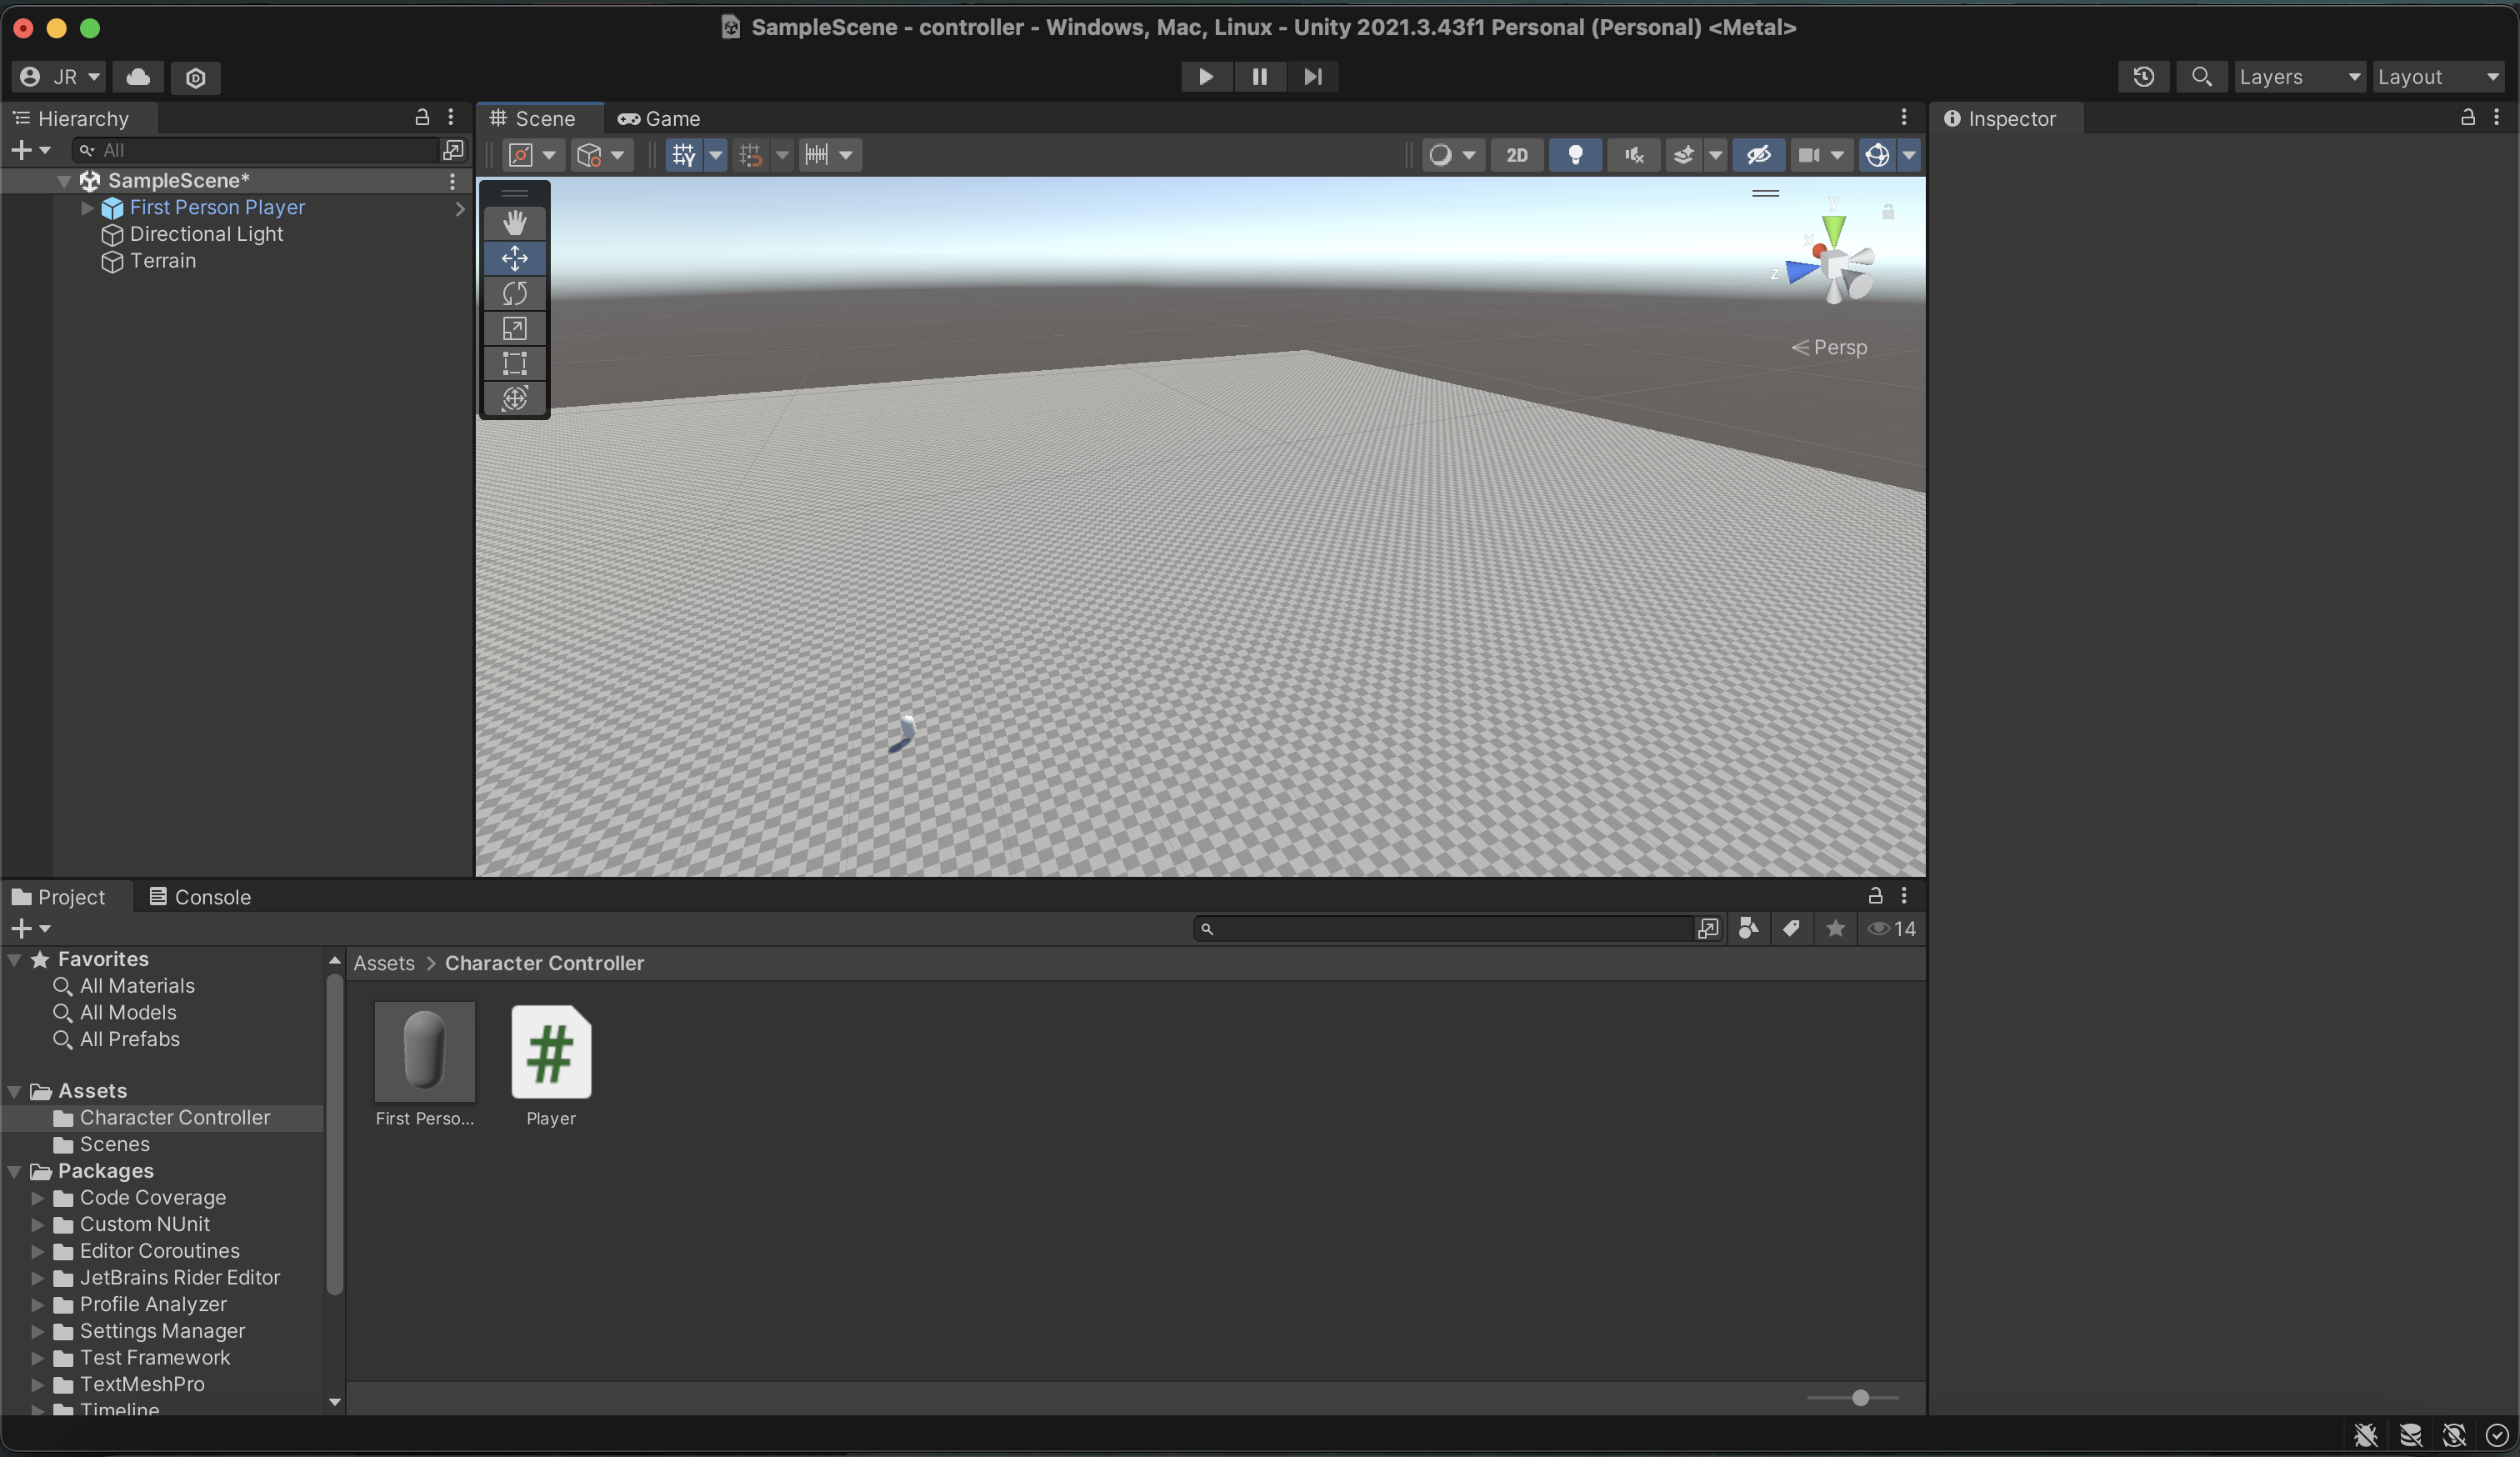 SampleScene - controller - Windows, Mac, Linux - Unity 2021.3.43f1 Personal (Personal) <Metal>
JR
Layers
Layout
Hierarchy
Scene
Game
Inspector
All
2D
SampleScene*
First Person Player
Directional Light
Terrain
y
x
z
Persp
Project
Console
14
Favorites
All Materials
All Models
All Prefabs
Assets
Character Controller
Scenes
Packages
Code Coverage
Custom NUnit
Editor Coroutines
JetBrains Rider Editor
Profile Analyzer
Settings Manager
Test Framework
TextMeshPro
Timeline
Assets > Character Controller
#
First Perso...
Player